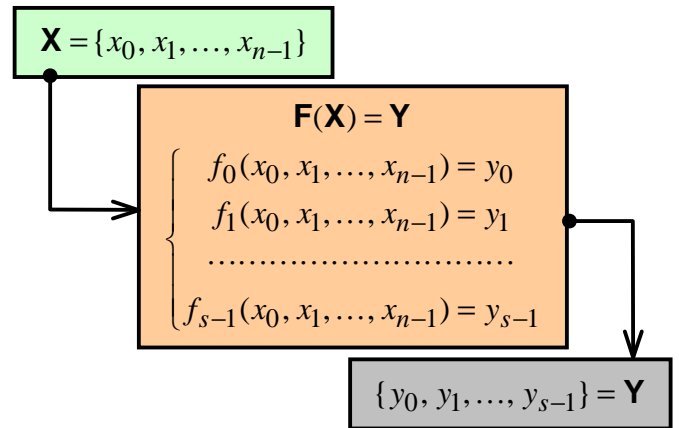 X = {x₀, x₁, …, xₙ₋₁}
F(X) = Y
f₀(x₀, x₁, …, xₙ₋₁) = y₀
f₁(x₀, x₁, …, xₙ₋₁) = y₁
…………………………
fₛ₋₁(x₀, x₁, …, xₙ₋₁) = yₛ₋₁
{y₀, y₁, …, yₛ₋₁} = Y